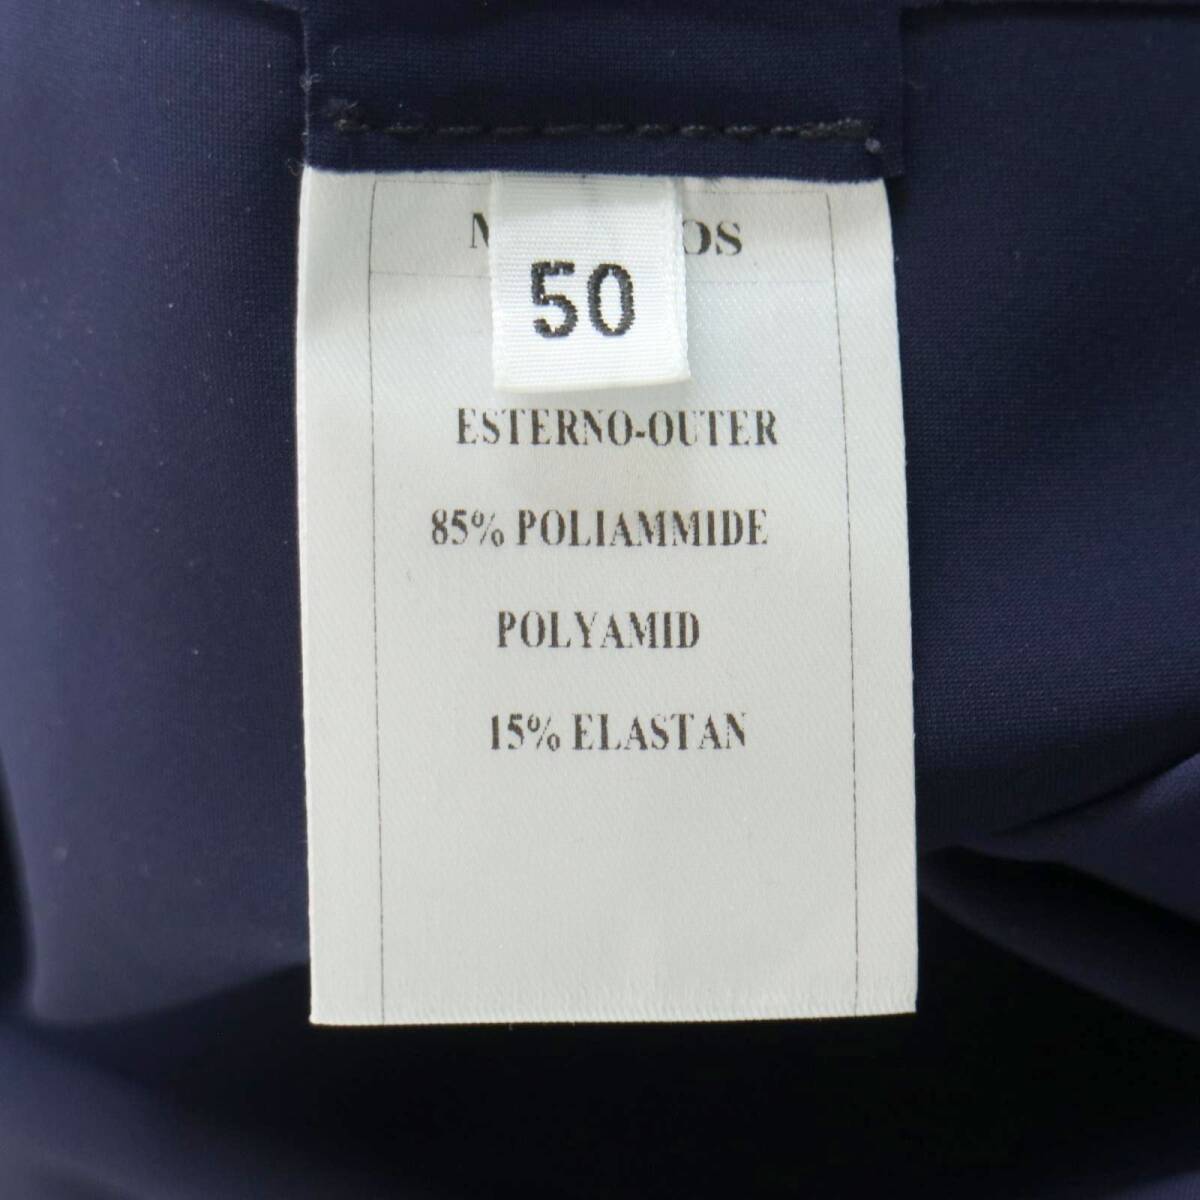 50
ESTERNO-OUTER
85% POLIAMMIDE
POLYAMID
15% ELASTAN